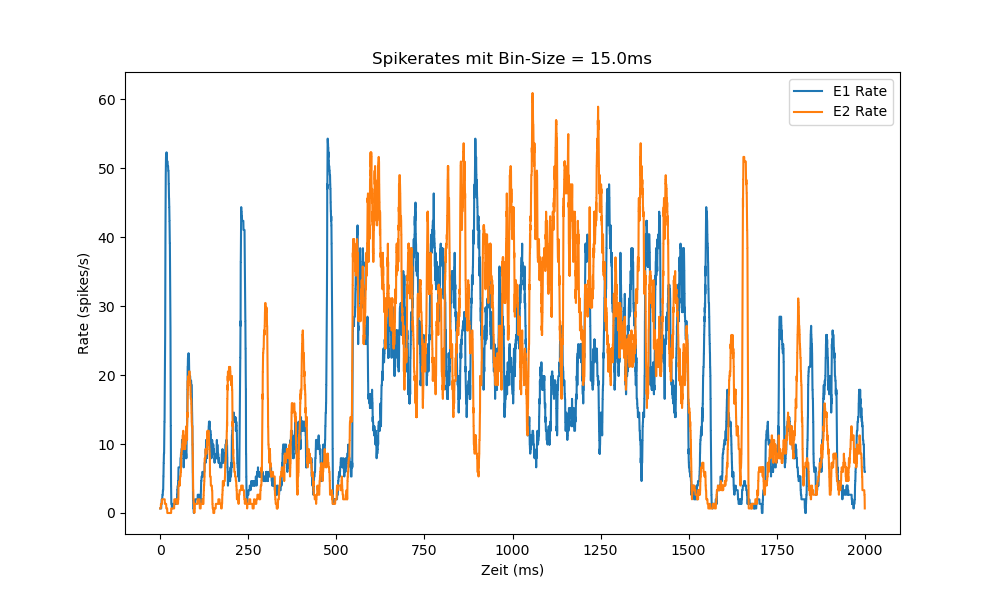 Spikerates mit Bin-Size = 15.0ms
E1 Rate
E2 Rate
60
50
40
30
20
10
0
Rate (spikes/s)
0 250 500 750 1000 1250 1500 1750 2000
Zeit (ms)